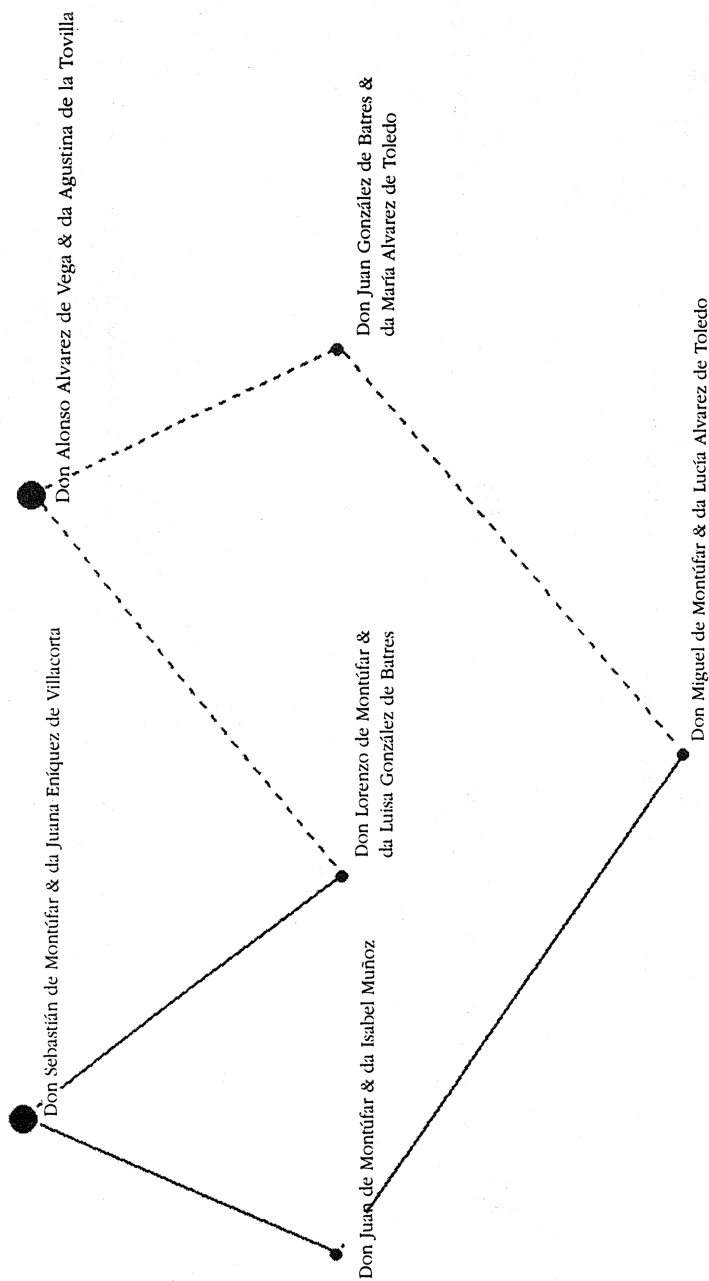 Don Sebastián de Montúfar & da Juana Eníquez de Villacorta
Don Alonso Alvarez de Vega & da Agustina de la Tovilla
Don Juan de Montúfar & da Isabel Muñoz
Don Lorenzo de Montúfar &
da Luisa González de Batres
Don Juan González de Batres &
da María Alvarez de Toledo
Don Miguel de Montúfar & da Lucía Alvarez de Toledo